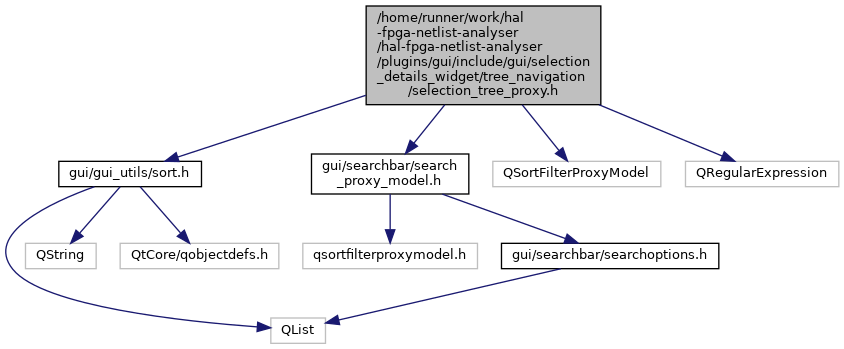 /home/runner/work/hal
-fpga-netlist-analyser
/hal-fpga-netlist-analyser
/plugins/gui/include/gui/selection
_details_widget/tree_navigation
/selection_tree_proxy.h
gui/gui_utils/sort.h
gui/searchbar/search
_proxy_model.h
QSortFilterProxyModel
QRegularExpression
QString
QtCore/qobjectdefs.h
qsortfilterproxymodel.h
gui/searchbar/searchoptions.h
QList